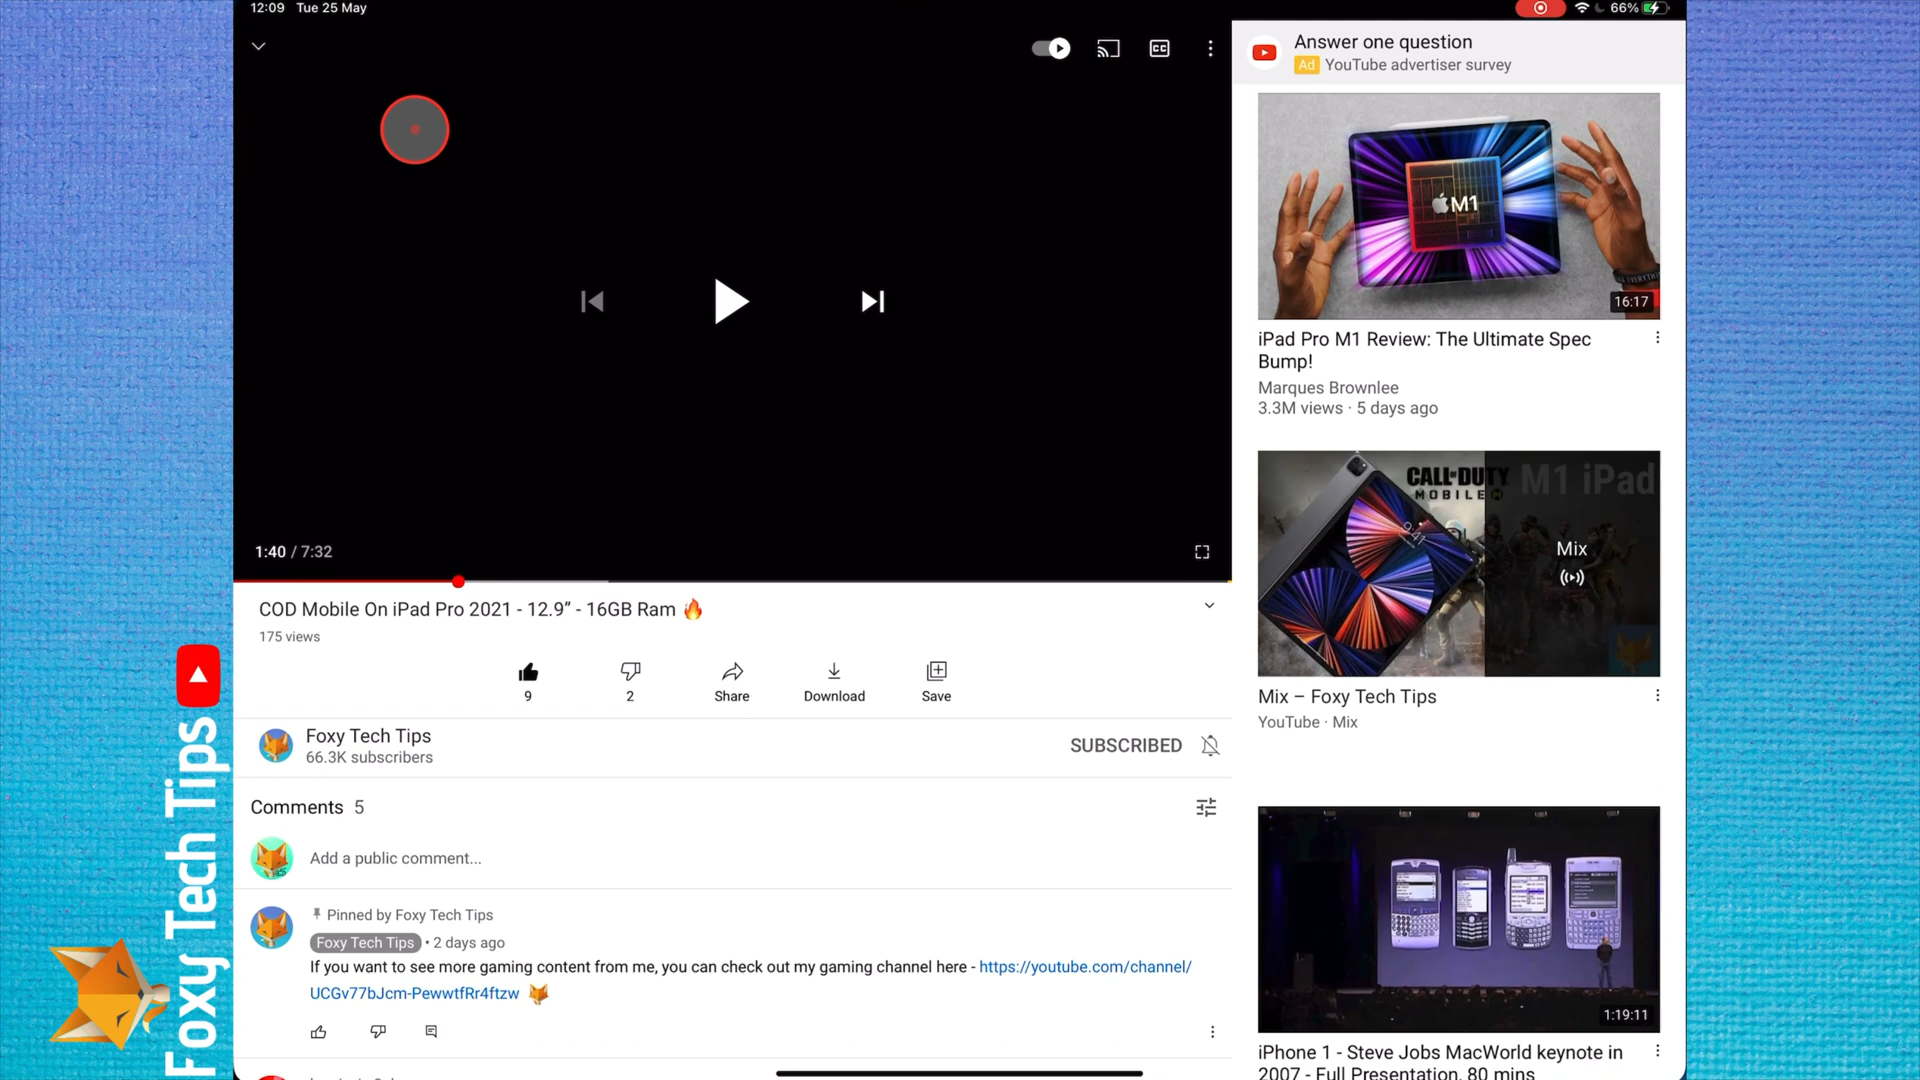 12:09 Tue 25 May
66%
CC
1:40 / 7:32
COD Mobile On iPad Pro 2021 - 12.9” - 16GB Ram 🔥
175 views
9
2
Share
Download
Save
Foxy Tech Tips
66.3K subscribers
SUBSCRIBED
Comments 5
Add a public comment...
Pinned by Foxy Tech Tips
Foxy Tech Tips • 2 days ago
If you want to see more gaming content from me, you can check out my gaming channel here - https://youtube.com/channel/
UCGv77bJcm-PewwtfRr4ftzw 🦊
Answer one question
Ad YouTube advertiser survey
M1
16:17
iPad Pro M1 Review: The Ultimate Spec
Bump!
Marques Brownlee
3.3M views · 5 days ago
CALL OF DUTY
MOBILE
M1 iPad
9:41
Mix
Mix – Foxy Tech Tips
YouTube · Mix
1:19:11
iPhone 1 - Steve Jobs MacWorld keynote in
2007 - Full Presentation, 80 mins
Foxy Tech Tips